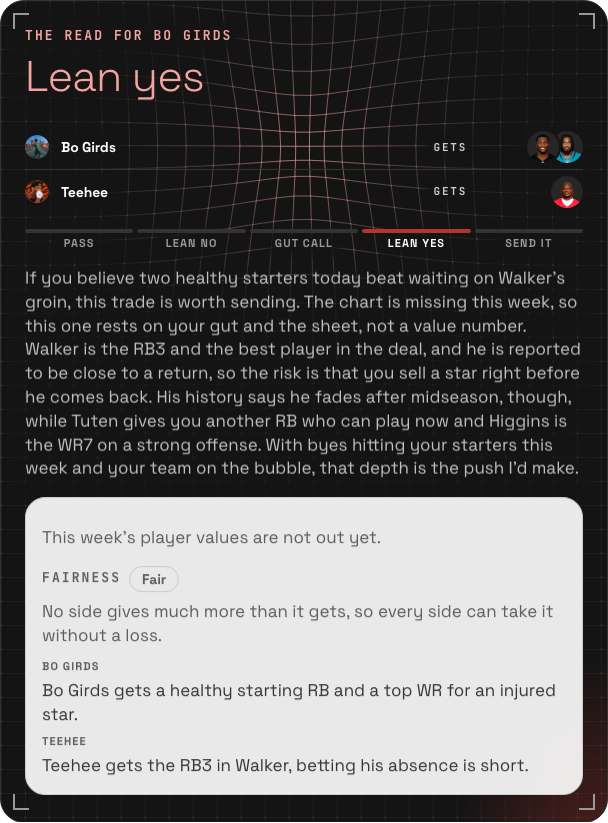 THE READ FOR BO GIRDS
Lean yes
Bo Girds GETS
Teehee GETS
PASS LEAN NO GUT CALL LEAN YES SEND IT
If you believe two healthy starters today beat waiting on Walker's
groin, this trade is worth sending. The chart is missing this week, so
this one rests on your gut and the sheet, not a value number.
Walker is the RB3 and the best player in the deal, and he is reported
to be close to a return, so the risk is that you sell a star right before
he comes back. His history says he fades after midseason, though,
while Tuten gives you another RB who can play now and Higgins is
the WR7 on a strong offense. With byes hitting your starters this
week and your team on the bubble, that depth is the push I'd make.
This week's player values are not out yet.
FAIRNESS Fair
No side gives much more than it gets, so every side can take it
without a loss.
BO GIRDS
Bo Girds gets a healthy starting RB and a top WR for an injured
star.
TEEHEE
Teehee gets the RB3 in Walker, betting his absence is short.